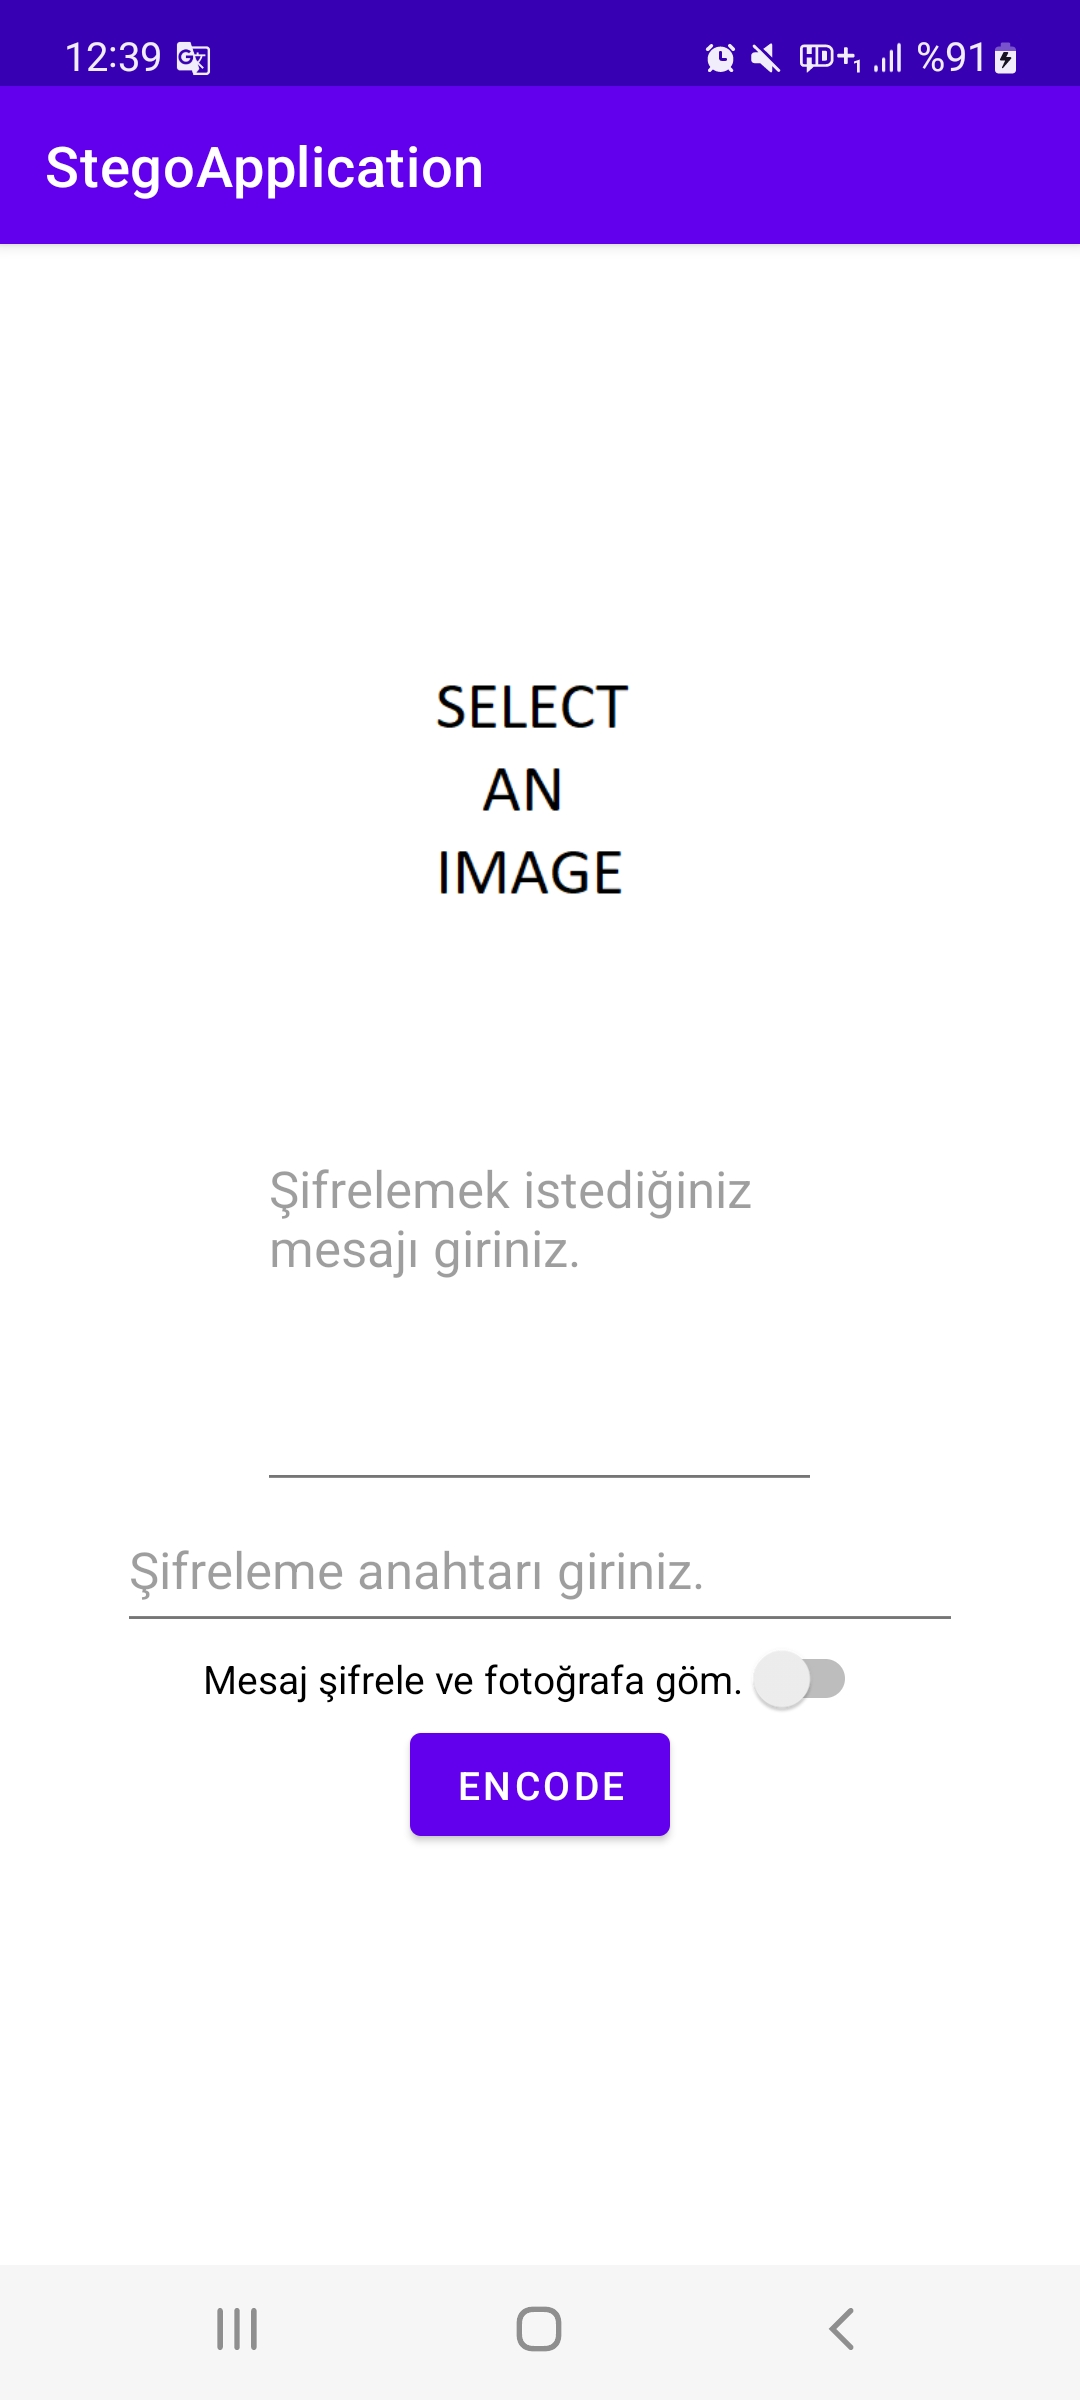 12:39
%91
StegoApplication
SELECT
AN
IMAGE
Şifrelemek istediğiniz
mesajı giriniz.
Şifreleme anahtarı giriniz.
Mesaj şifrele ve fotoğrafa göm.
ENCODE